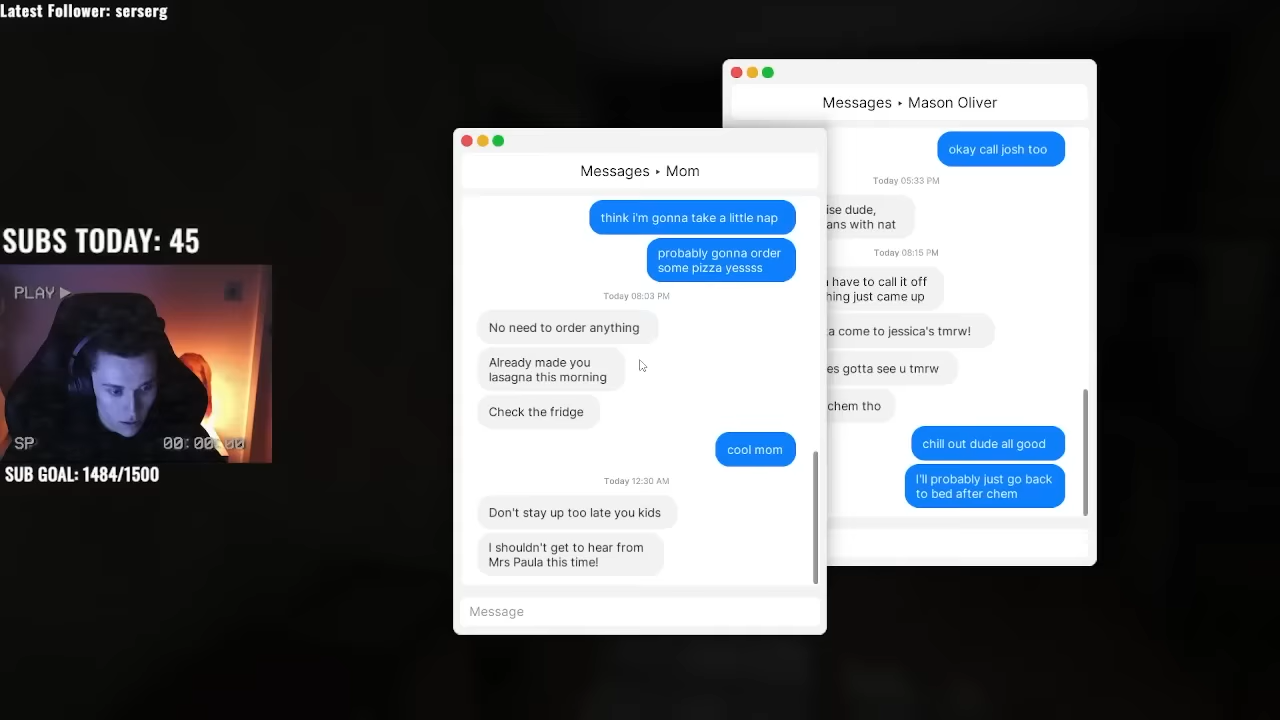 Latest Follower: serserg
SUBS TODAY: 45
PLAY
SP
00:00:00
SUB GOAL: 1484/1500
Messages ‣ Mom
think i'm gonna take a little nap
probably gonna order
some pizza yessss
Today 08:03 PM
No need to order anything
Already made you
lasagna this morning
Check the fridge
cool mom
Today 12:30 AM
Don't stay up too late you kids
I shouldn't get to hear from
Mrs Paula this time!
Message
Messages ‣ Mason Oliver
okay call josh too
Today 05:33 PM
ise dude,
ans with nat
Today 08:15 PM
have to call it off
hing just came up
a come to jessica's tmrw!
es gotta see u tmrw
chem tho
chill out dude all good
I'll probably just go back
to bed after chem